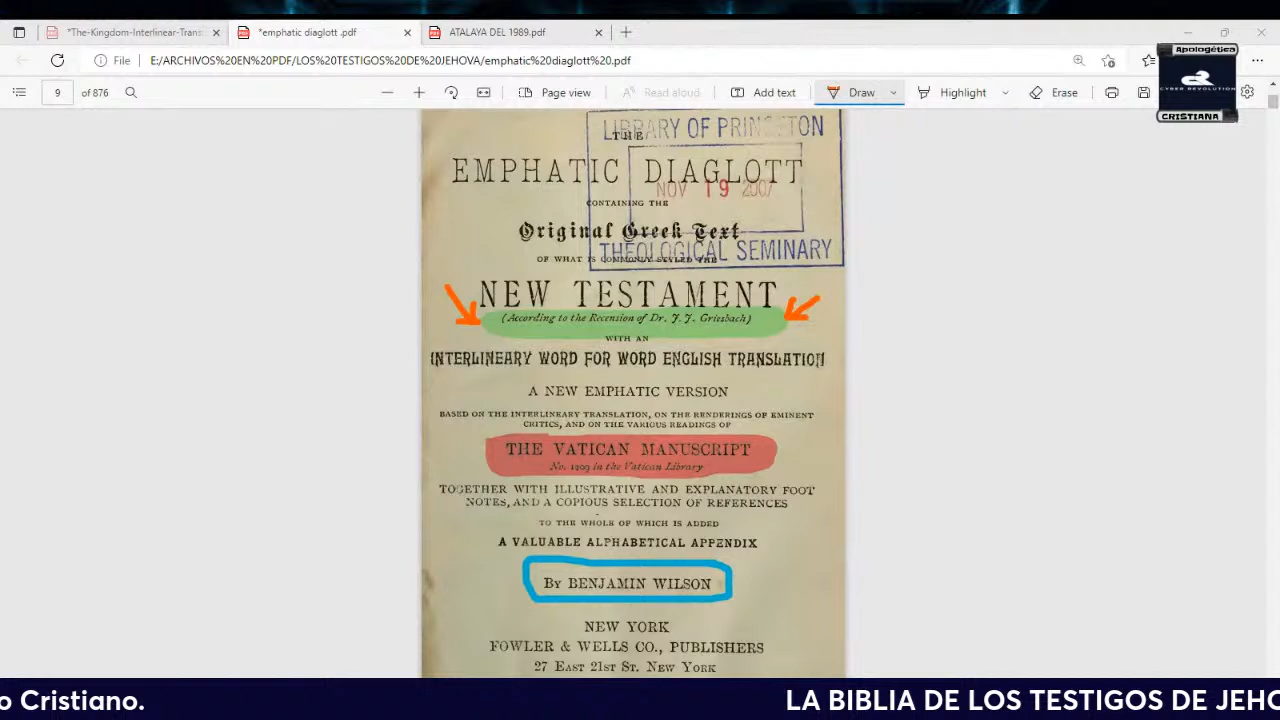 *The-Kingdom-Interlinear-Trans
*emphatic diaglott .pdf
ATALAYA DEL 1989.pdf
File
E:/ARCHIVOS%20EN%20PDF/LOS%20TESTIGOS%20DE%20JEHOVA/emphatic%20diaglott%20.pdf
Apologética
CYBER REVOLUTION
CRISTIANA
9 of 876
Page view
Read aloud
Add text
Draw
Highlight
Erase
LIBRARY OF PRINCETON
THE
EMPHATIC DIAGLOTT
NOV 19 2007
CONTAINING THE
Original Greek Text
THEOLOGICAL SEMINARY
OF WHAT IS COMMONLY STYLED THE
NEW TESTAMENT
(According to the Recension of Dr. J. J. Griesbach)
WITH AN
INTERLINEARY WORD FOR WORD ENGLISH TRANSLATION
A NEW EMPHATIC VERSION
BASED ON THE INTERLINEARY TRANSLATION, ON THE RENDERINGS OF EMINENT
CRITICS, AND ON THE VARIOUS READINGS OF
THE VATICAN MANUSCRIPT
No. 1209 in the Vatican Library
TOGETHER WITH ILLUSTRATIVE AND EXPLANATORY FOOT
NOTES, AND A COPIOUS SELECTION OF REFERENCES
TO THE WHOLE OF WHICH IS ADDED
A VALUABLE ALPHABETICAL APPENDIX
By BENJAMIN WILSON
NEW YORK
FOWLER & WELLS CO., PUBLISHERS
27 EAST 21ST ST. NEW YORK
o Cristiano.
LA BIBLIA DE LOS TESTIGOS DE JEHO